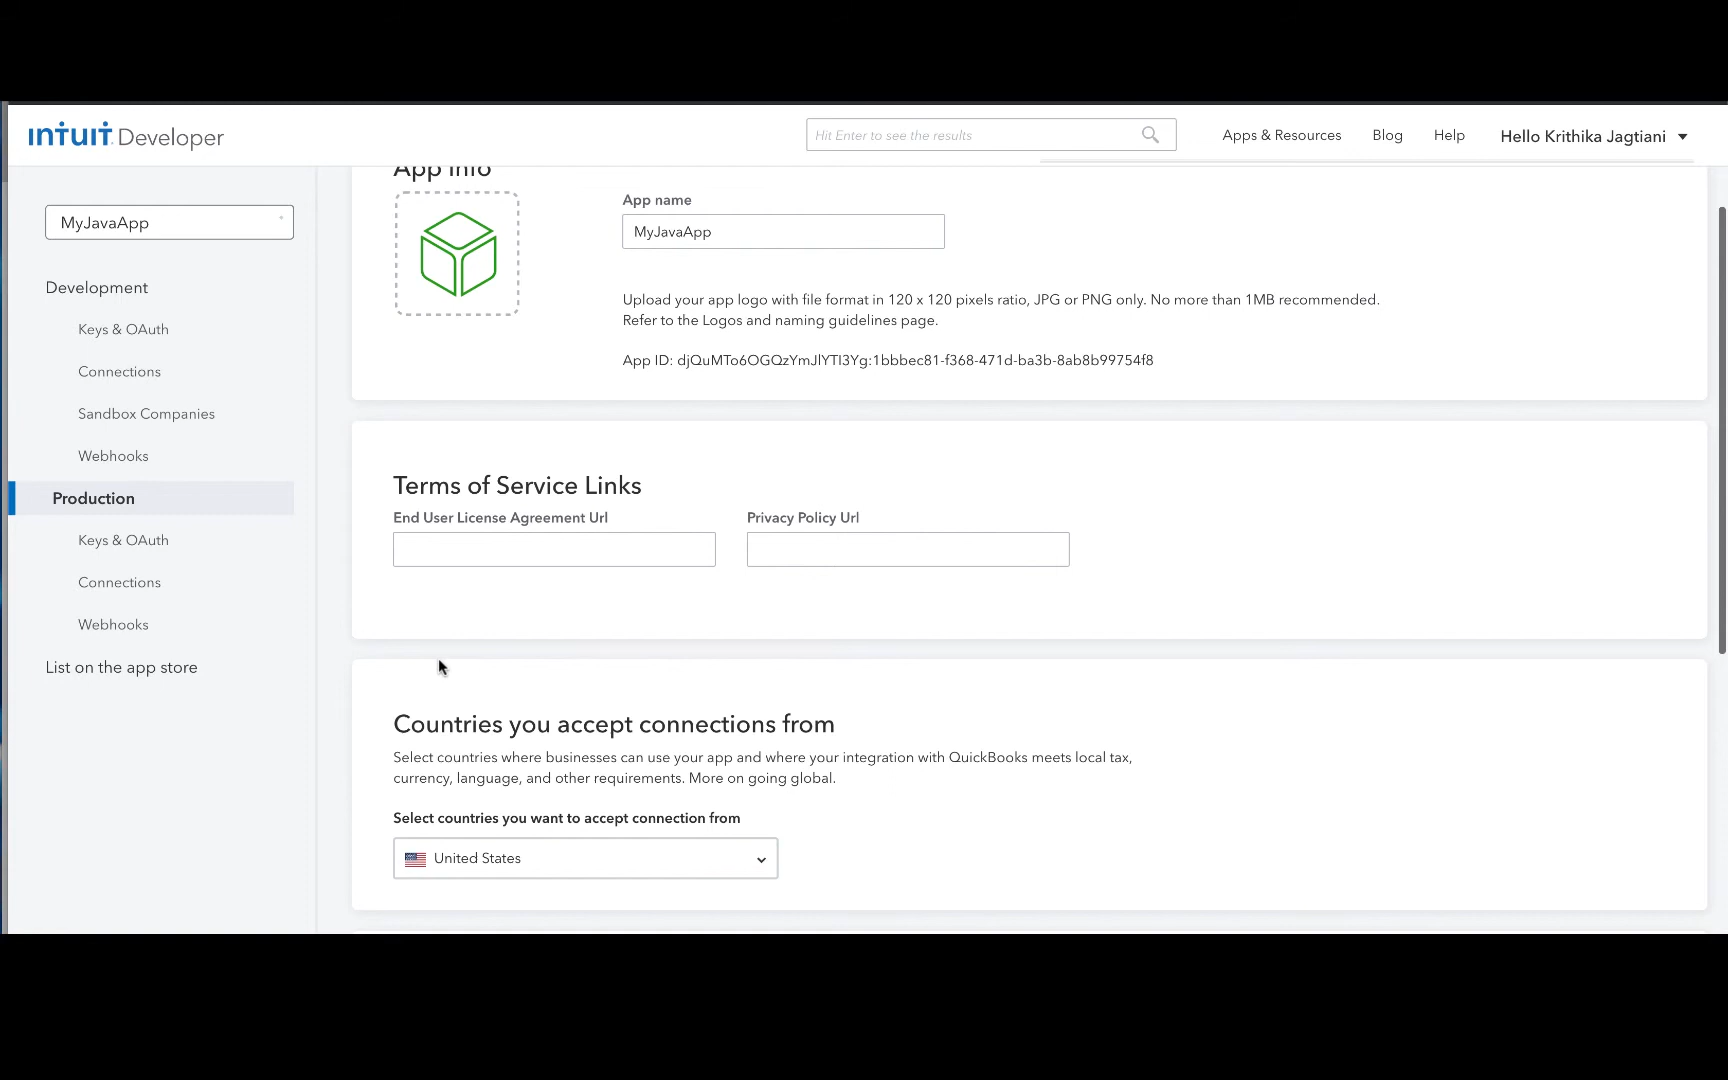 intuit Developer
Hit Enter to see the results
Apps & Resources
Blog
Help
Hello Krithika Jagtiani
MyJavaApp
Development
Keys & OAuth
Connections
Sandbox Companies
Webhooks
Production
Keys & OAuth
Connections
Webhooks
List on the app store
App Info
App name
MyJavaApp
Upload your app logo with file format in 120 x 120 pixels ratio, JPG or PNG only. No more than 1MB recommended.
Refer to the Logos and naming guidelines page.
App ID: djQuMTo6OGQzYmJlYTI3Yg:1bbbec81-f368-471d-ba3b-8ab8b99754f8
Terms of Service Links
End User License Agreement Url
Privacy Policy Url
Countries you accept connections from
Select countries where businesses can use your app and where your integration with QuickBooks meets local tax,
currency, language, and other requirements. More on going global.
Select countries you want to accept connection from
United States